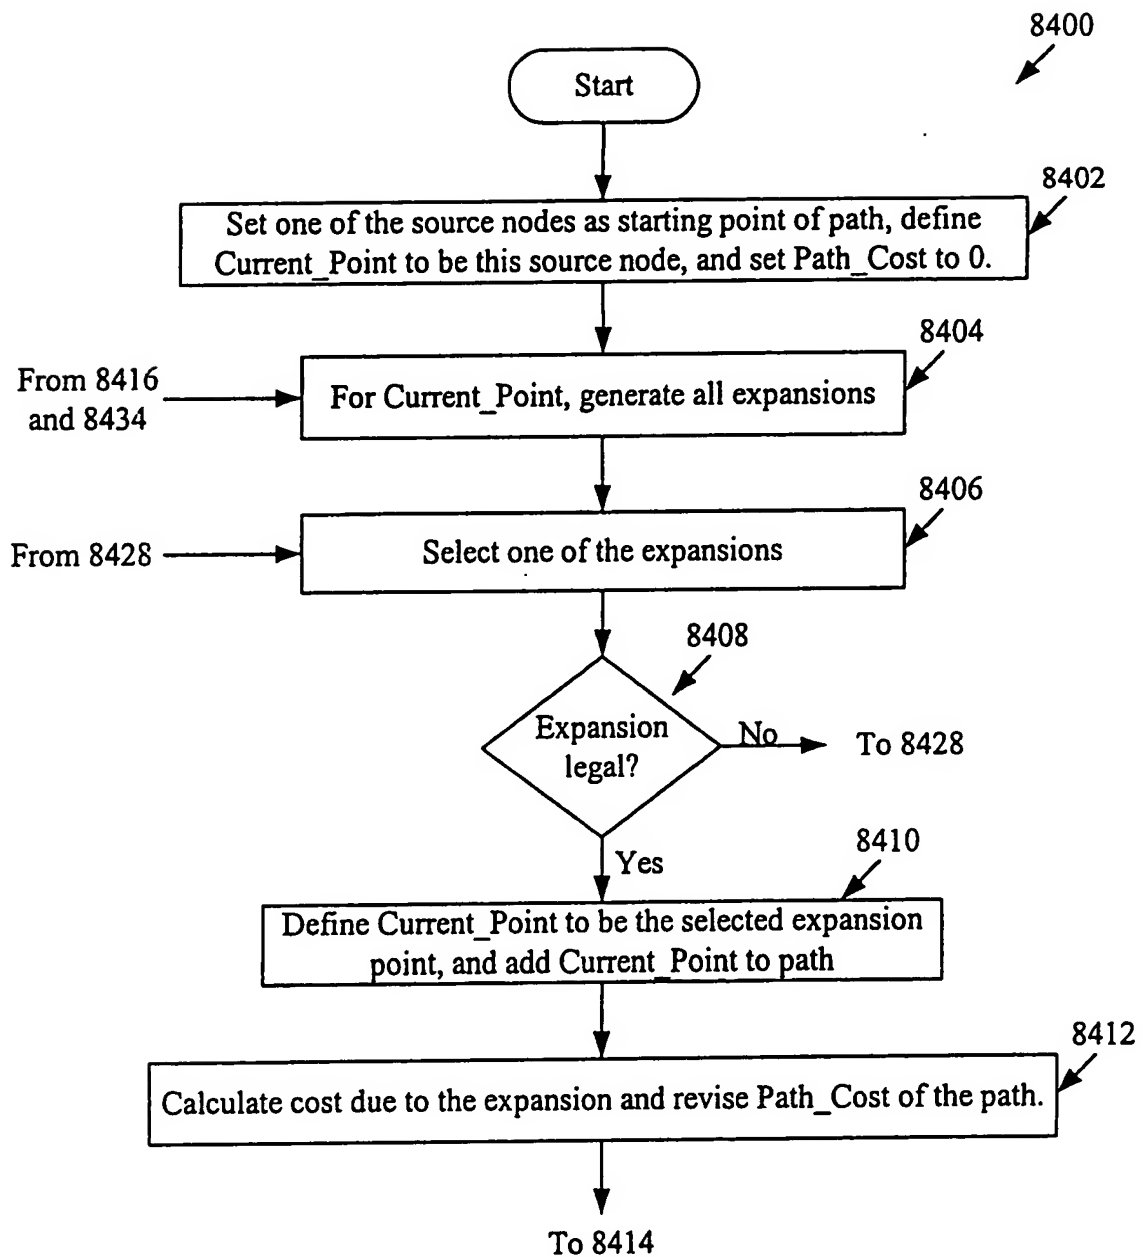 8400
Start
8402
Set one of the source nodes as starting point of path, define
Current_Point to be this source node, and set Path_Cost to 0.
8404
From 8416
and 8434
For Current_Point, generate all expansions
8406
From 8428
Select one of the expansions
8408
Expansion
legal?
No
To 8428
Yes
8410
Define Current_Point to be the selected expansion
point, and add Current_Point to path
8412
Calculate cost due to the expansion and revise Path_Cost of the path.
To 8414